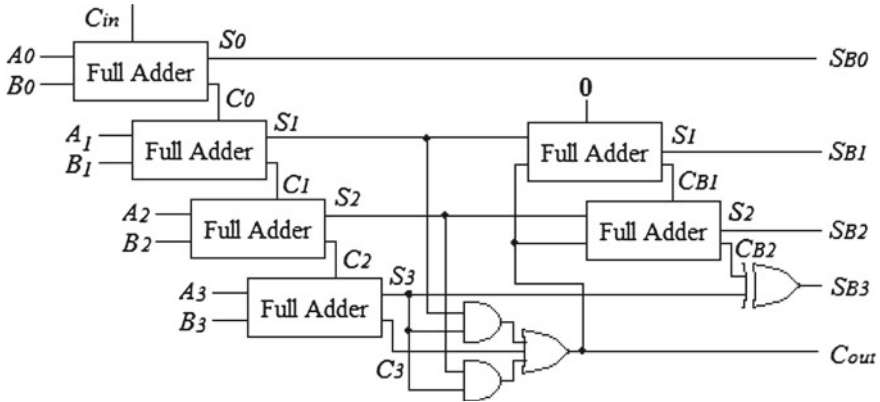 Cin
A0 S0 SB0
Full Adder
B0 C0 0
A1 S1 S1 SB1
Full Adder Full Adder
B1 C1 CB1
A2 S2 S2 SB2
Full Adder Full Adder
B2 C2 CB2
A3 S3 SB3
Full Adder
B3
C3 Cout